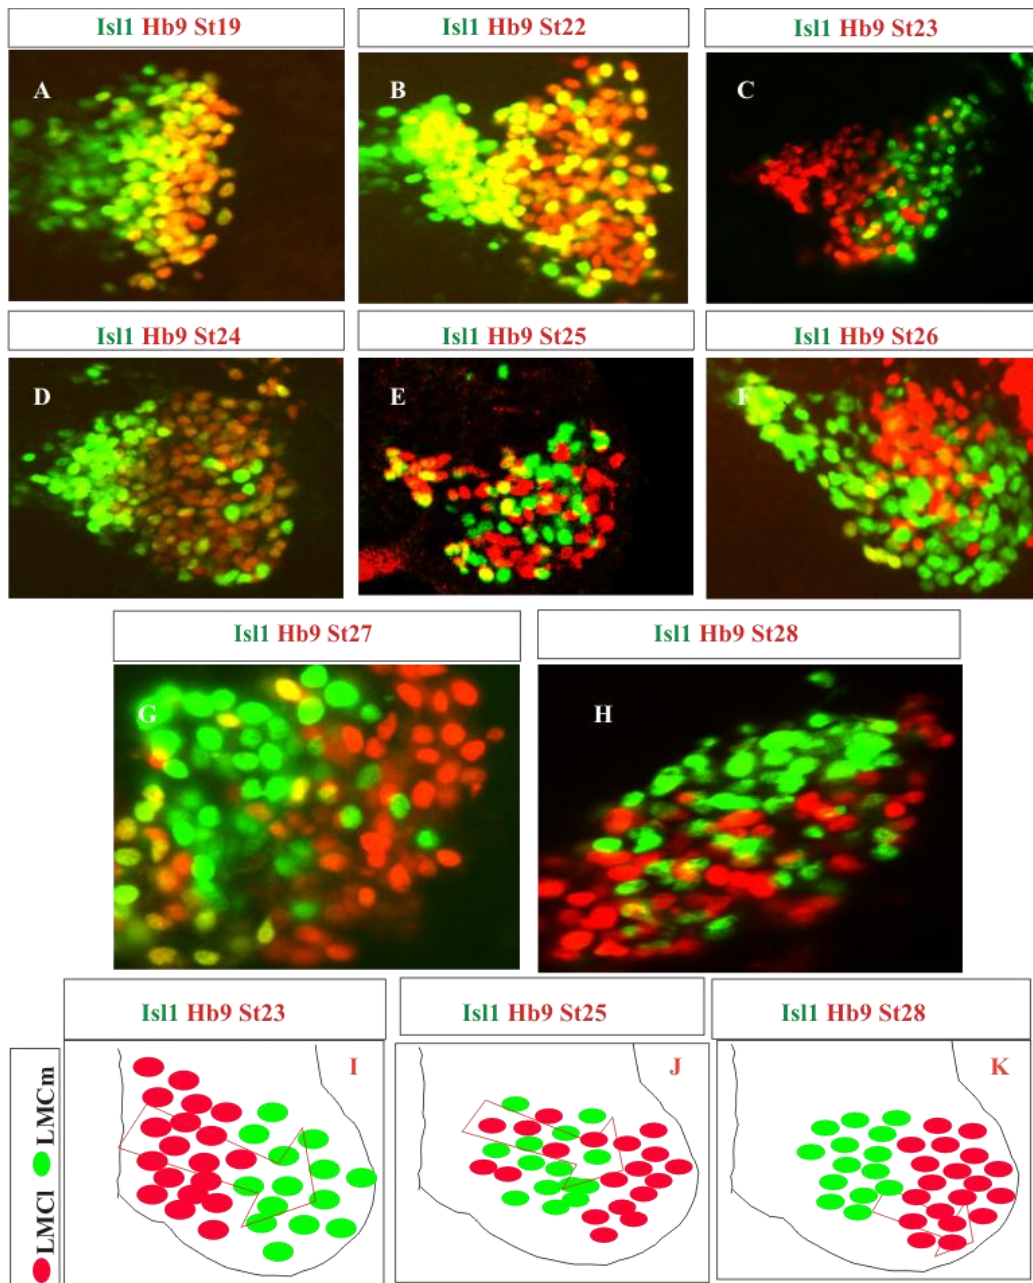 Isl1 Hb9 St19
Isl1 Hb9 St22
Isl1 Hb9 St23
A
B
C
Isl1 Hb9 St24
Isl1 Hb9 St25
Isl1 Hb9 St26
D
E
F
Isl1 Hb9 St27
Isl1 Hb9 St28
G
H
Isl1 Hb9 St23
Isl1 Hb9 St25
Isl1 Hb9 St28
I
J
K
LMCl LMCm